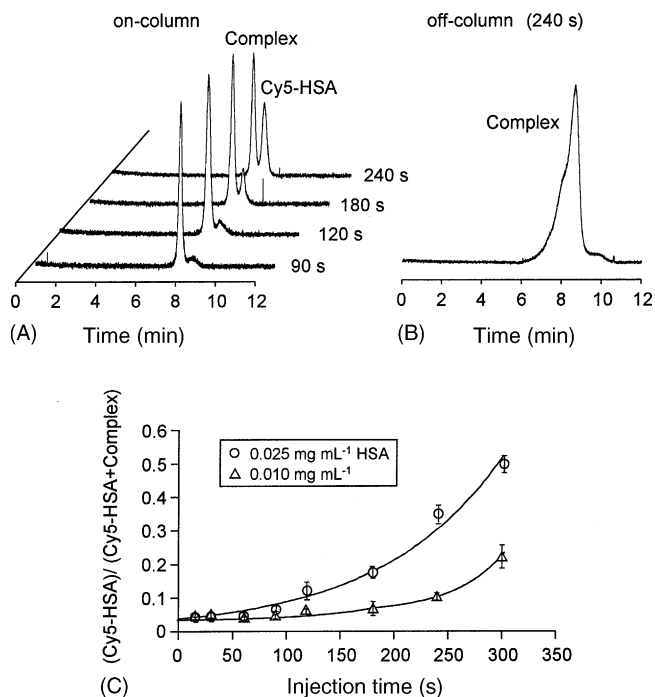 on-column
Complex
Cy5-HSA
240 s
180 s
120 s
90 s
0 2 4 6 8 10 12
(A) Time (min)
off-column (240 s)
Complex
0 2 4 6 8 10 12
(B) Time (min)
(Cy5-HSA)/ (Cy5-HSA+Complex)
0.6
0.5
0.4
0.3
0.2
0.1
0
0.025 mg mL⁻¹ HSA
0.010 mg mL⁻¹
0 50 100 150 200 250 300 350
(C) Injection time (s)